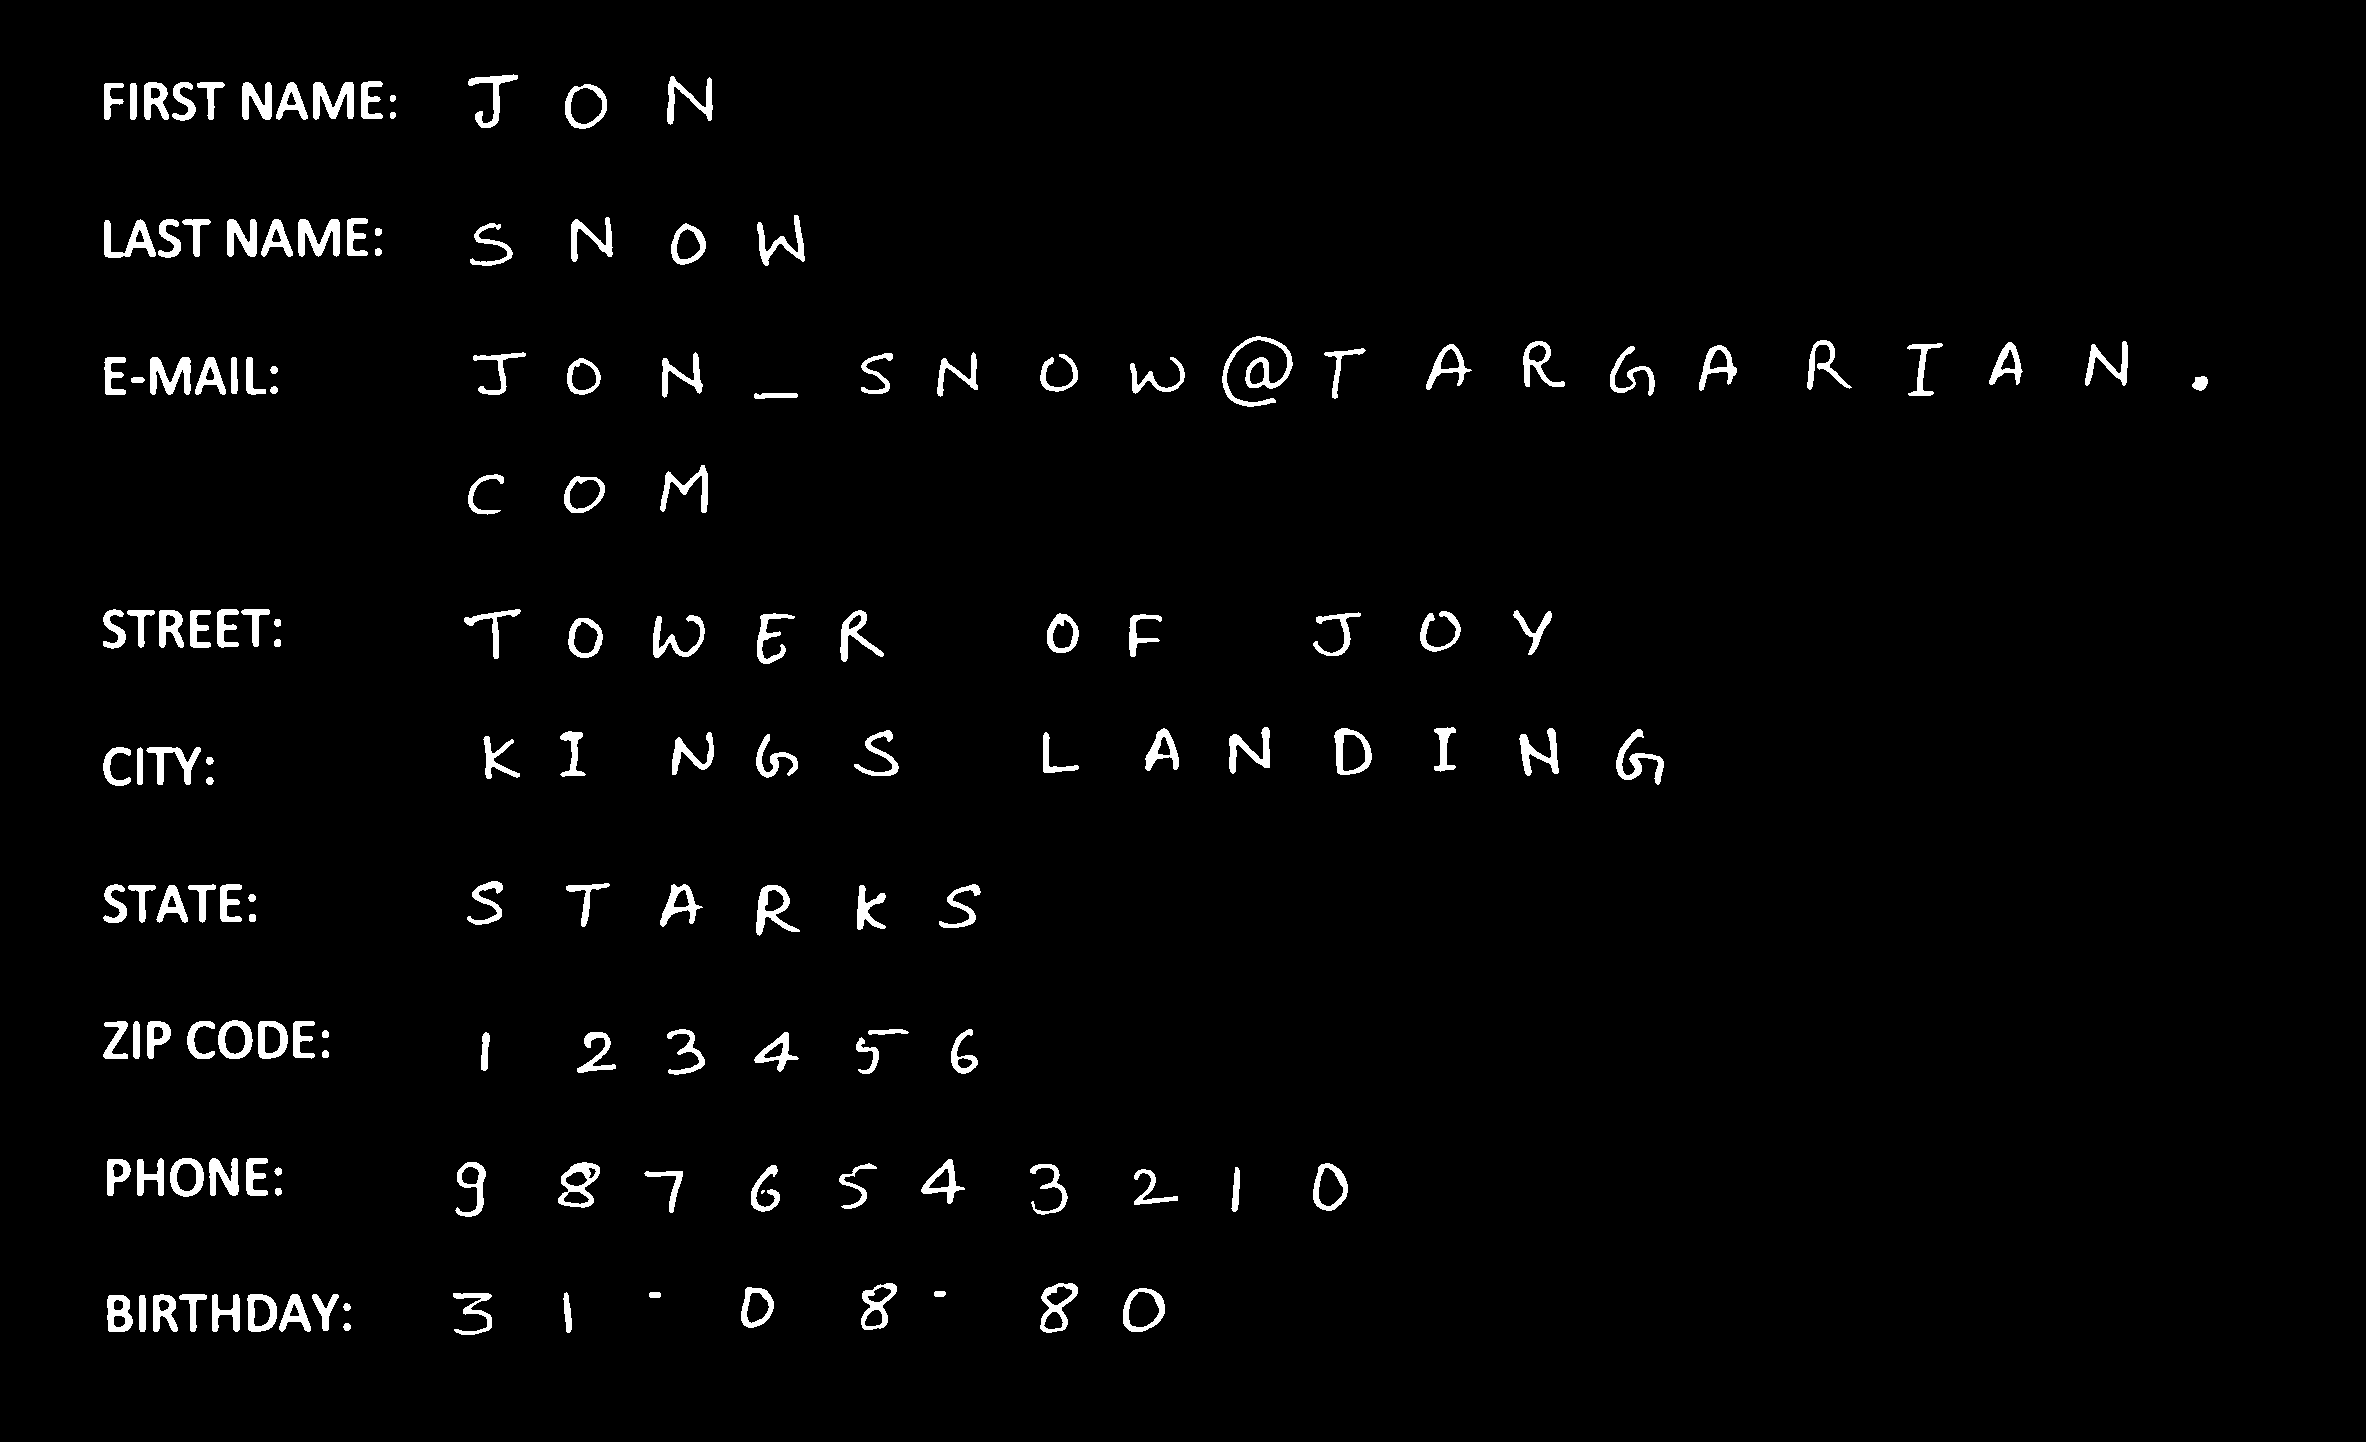 FIRST NAME: JON
LAST NAME: SNOW
E-MAIL: JON_SNOW@TARGARIAN.
COM
STREET: TOWER OF JOY
CITY: KINGS LANDING
STATE: STARKS
ZIP CODE: 123456
PHONE: 9876543210
BIRTHDAY: 31-08-80